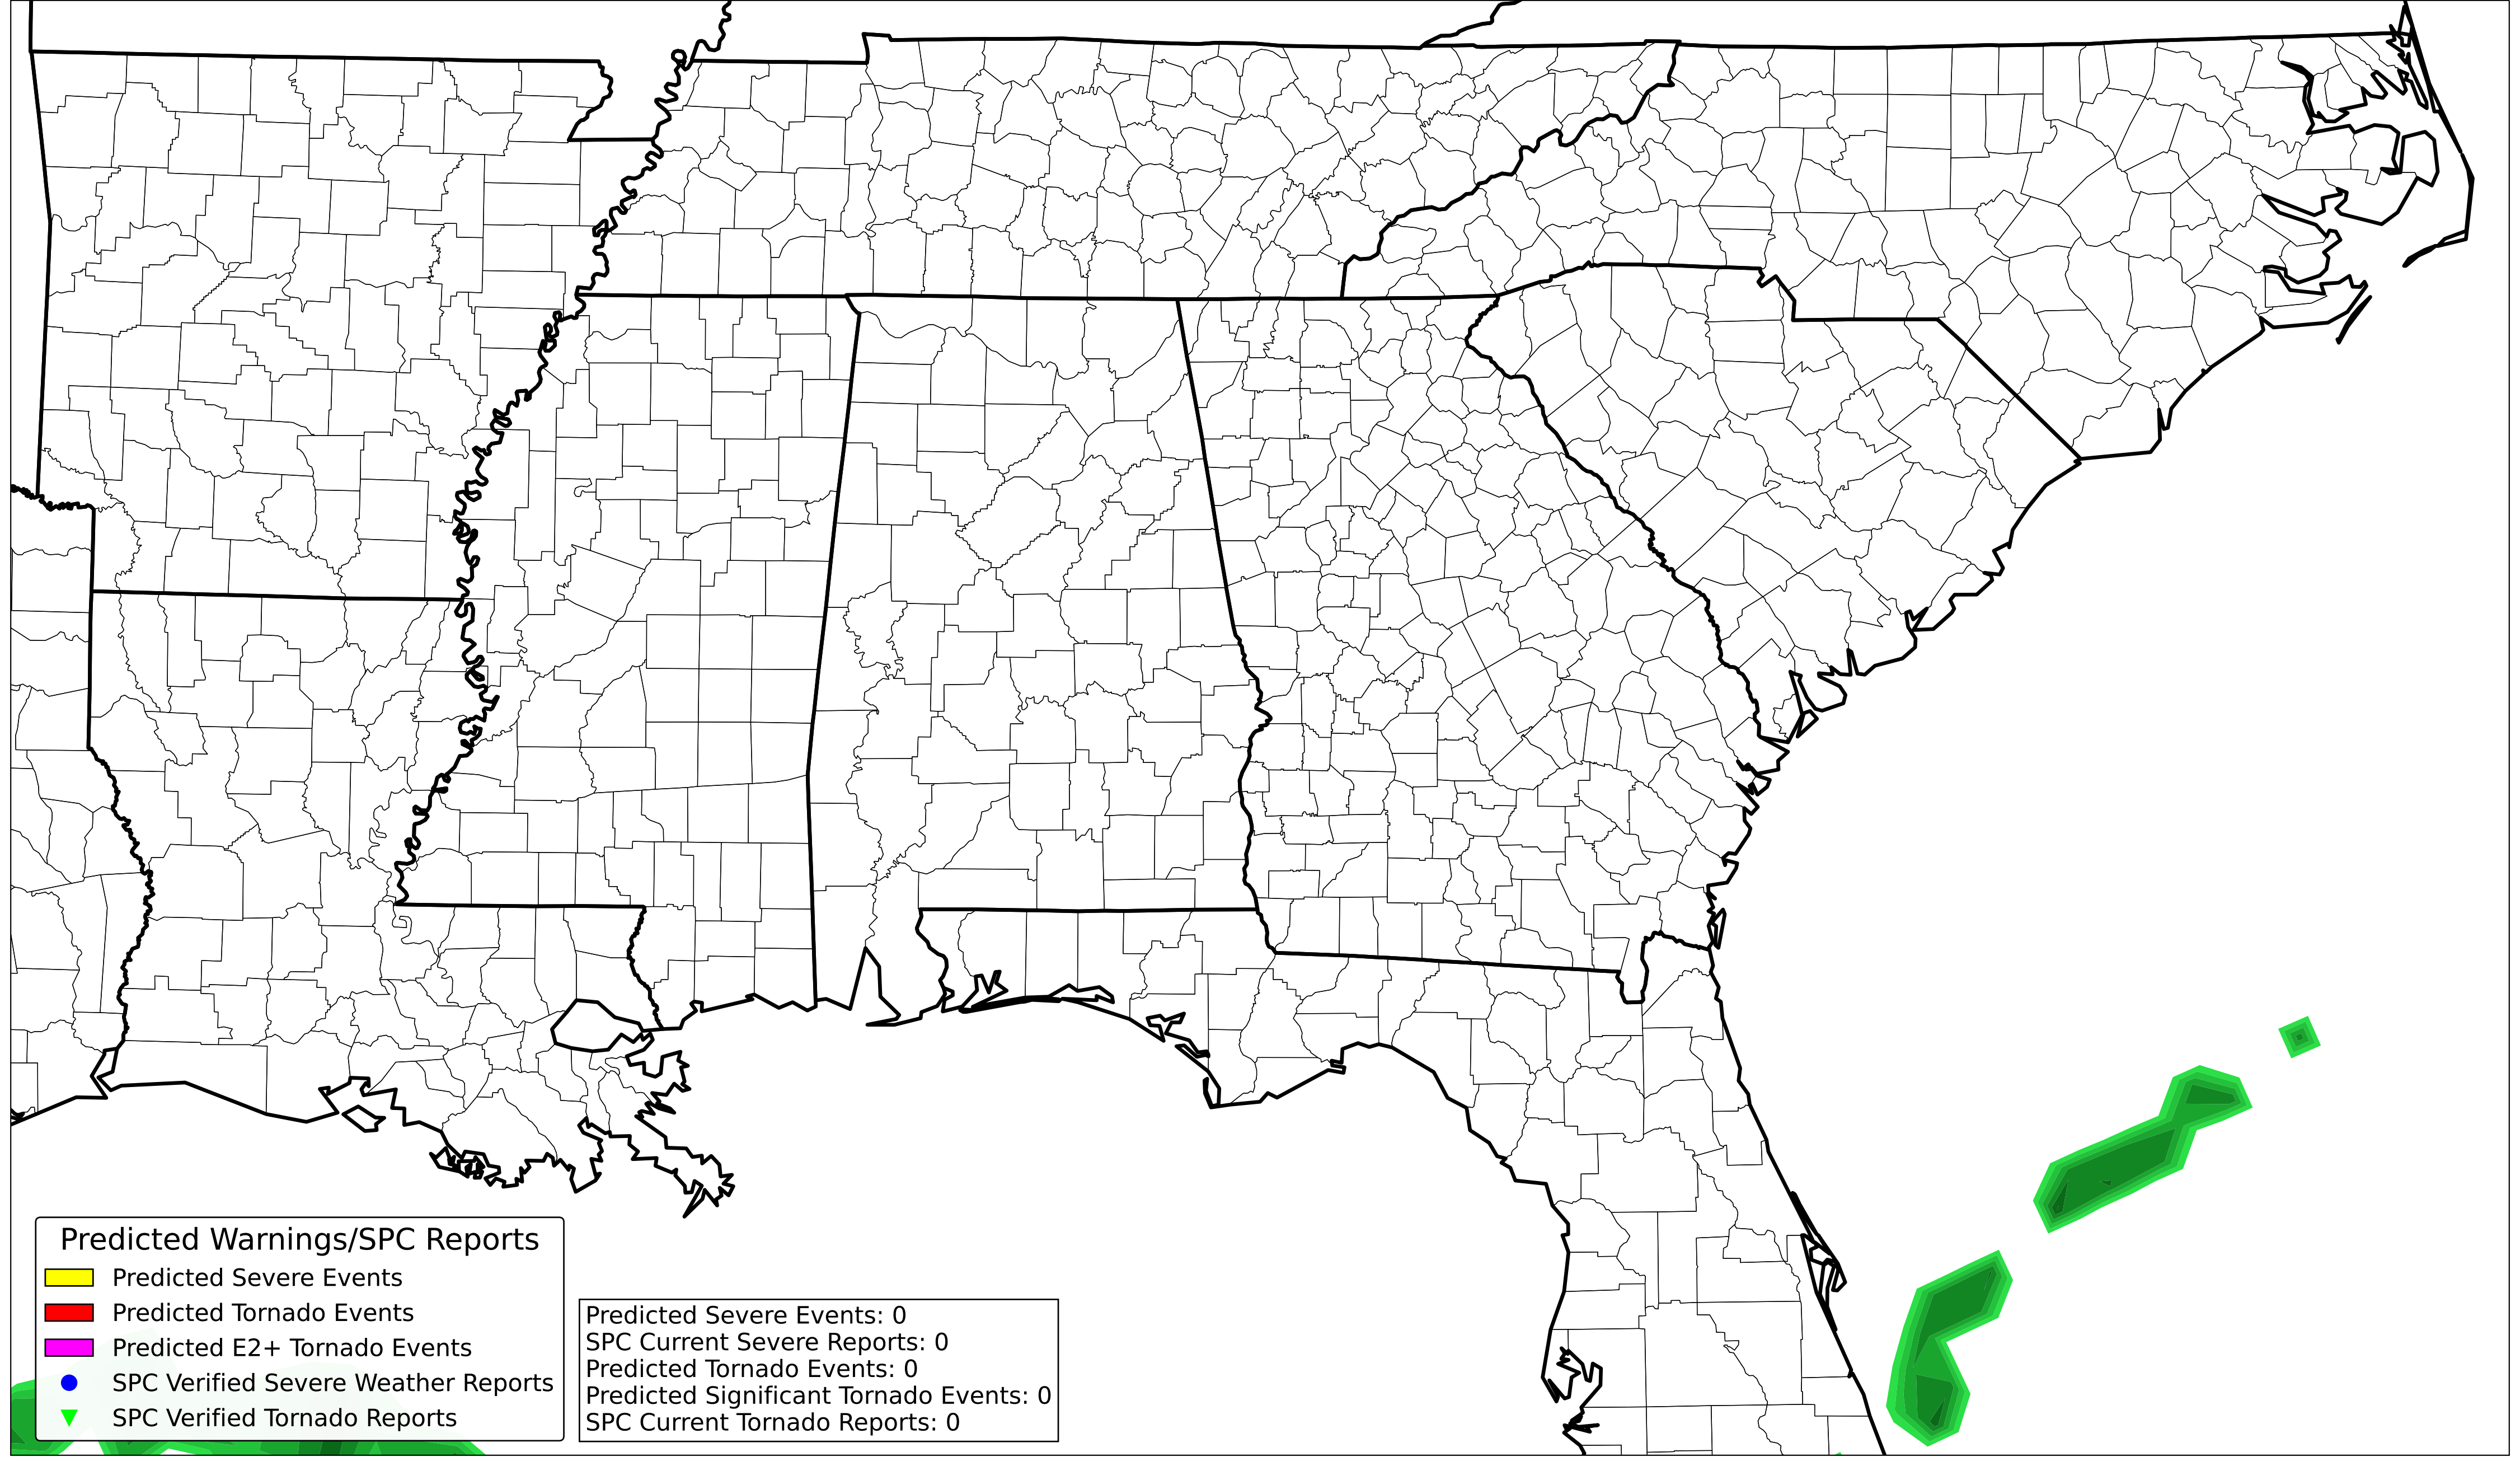 Predicted Warnings/SPC Reports
Predicted Severe Events
Predicted Tornado Events
Predicted E2+ Tornado Events
SPC Verified Severe Weather Reports
SPC Verified Tornado Reports
Predicted Severe Events: 0
SPC Current Severe Reports: 0
Predicted Tornado Events: 0
Predicted Significant Tornado Events: 0
SPC Current Tornado Reports: 0